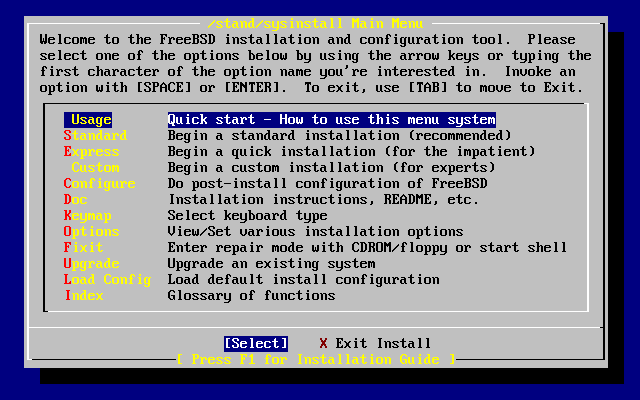 /stand/sysinstall Main Menu
Welcome to the FreeBSD installation and configuration tool.  Please
select one of the options below by using the arrow keys or typing the
first character of the option name you're interested in.  Invoke an
option with [SPACE] or [ENTER].  To exit, use [TAB] to move to Exit.
Usage Quick start - How to use this menu system
Standard Begin a standard installation (recommended)
Express Begin a quick installation (for the impatient)
Custom Begin a custom installation (for experts)
Configure Do post-install configuration of FreeBSD
Doc Installation instructions, README, etc.
Keymap Select keyboard type
Options View/Set various installation options
Fixit Enter repair mode with CDROM/floppy or start shell
Upgrade Upgrade an existing system
Load Config Load default install configuration
Index Glossary of functions
[Select] X Exit Install
[ Press F1 for Installation Guide ]